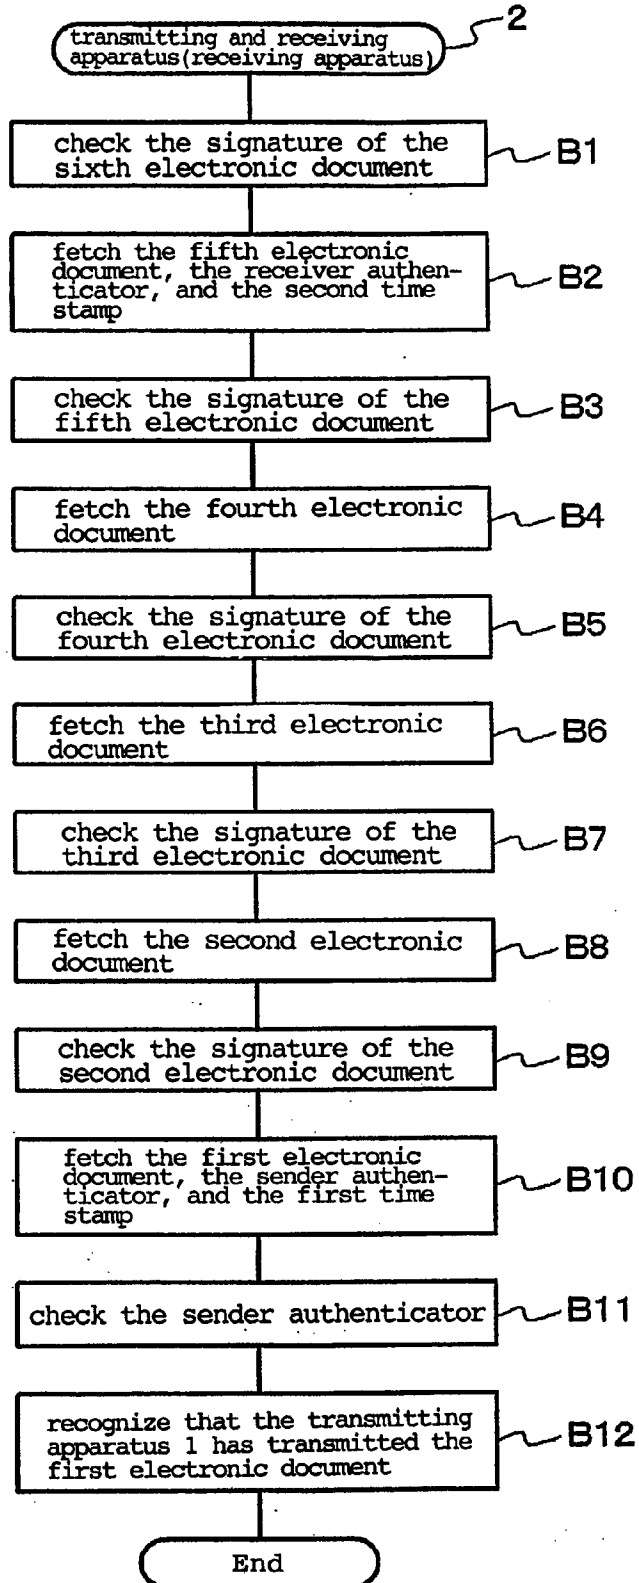 2
transmitting and receiving
apparatus(receiving apparatus)
check the signature of the
sixth electronic document
B1
fetch the fifth electronic
document, the receiver authen-
ticator, and the second time
stamp
B2
check the signature of the
fifth electronic document
B3
fetch the fourth electronic
document
B4
check the signature of the
fourth electronic document
B5
fetch the third electronic
document
B6
check the signature of the
third electronic document
B7
fetch the second electronic
document
B8
check the signature of the
second electronic document
B9
fetch the first electronic
document, the sender authen-
ticator, and the first time
stamp
B10
check the sender authenticator
B11
recognize that the transmitting
apparatus 1 has transmitted the
first electronic document
B12
End